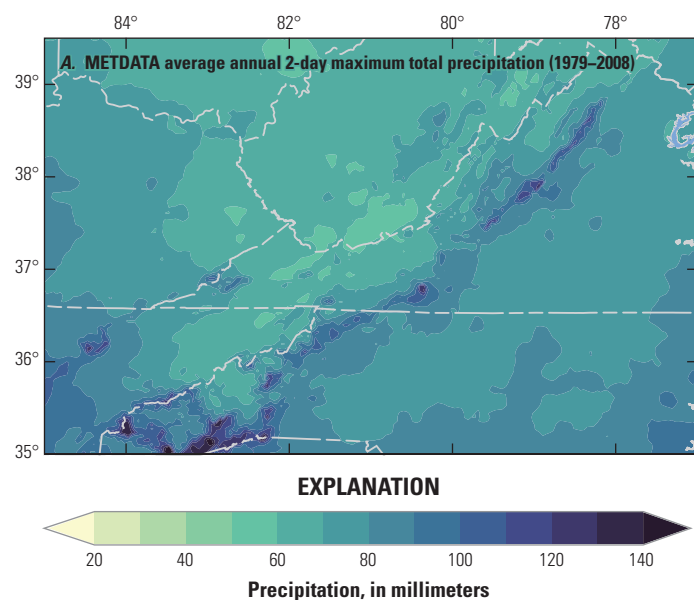 84° 82° 80° 78°
A. METDATA average annual 2-day maximum total precipitation (1979–2008)
39°
38°
37°
36°
35°
EXPLANATION
20 40 60 80 100 120 140
Precipitation, in millimeters